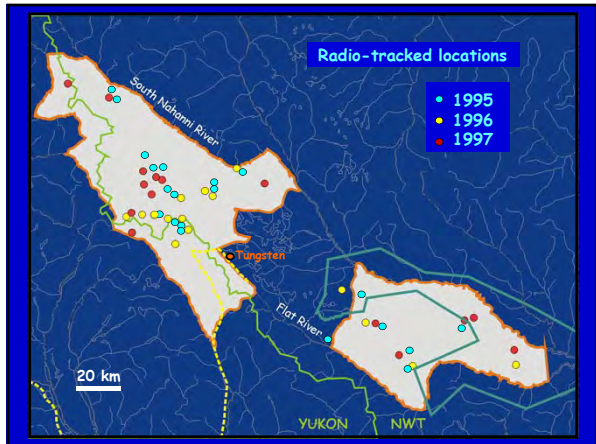 Radio-tracked locations
1995
1996
1997
South Nahanni River
Tungsten
Flat River
20 km
YUKON
NWT